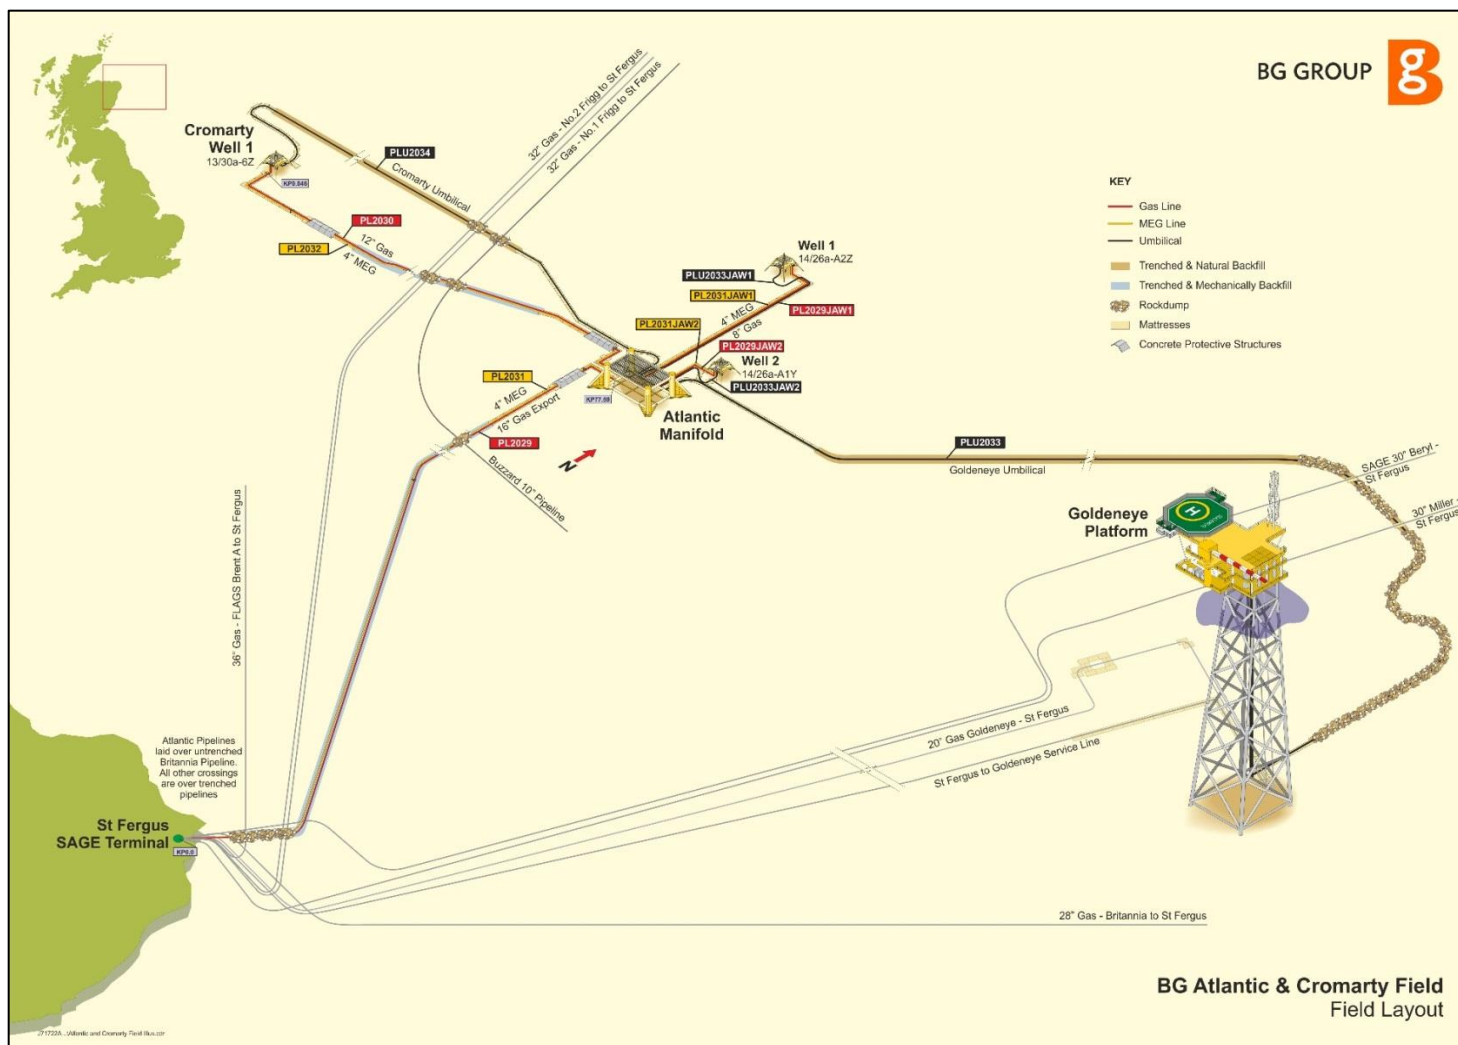 BG GROUP
Cromarty
Well 1
13/30a-6Z
PLU2034
Cromarty Umbilical
32" Gas - No.2 Frigg to St Fergus
32" Gas - No.1 Frigg to St Fergus
PL2030
12" Gas
PL2032
4" MEG
Well 1
14/26a-A2Z
PLU2033JAW1
PL2031JAW1
PL2029JAW1
4" MEG
8" Gas
PL2031JAW2
PL2029JAW2
Well 2
14/26a-A1Y
PLU2033JAW2
KEY
Gas Line
MEG Line
Umbilical
Trenched & Natural Backfill
Trenched & Mechanically Backfill
Rockdump
Mattresses
Concrete Protective Structures
PL2031
4" MEG
16" Gas Export
PL2029
Atlantic
Manifold
N
Buzzard 10" Pipeline
PLU2033
Goldeneye Umbilical
SAGE 30" Beryl -
St Fergus
30" Miller -
St Fergus
Goldeneye
Platform
H
36" Gas - FLAGS Brent A to St Fergus
20" Gas Goldeneye - St Fergus
St Fergus to Goldeneye Service Line
Atlantic Pipelines
laid over untrenched
Britannia Pipeline.
All other crossings
are over trenched
pipelines
St Fergus
SAGE Terminal
KP0.0
28" Gas - Britannia to St Fergus
BG Atlantic & Cromarty Field
Field Layout